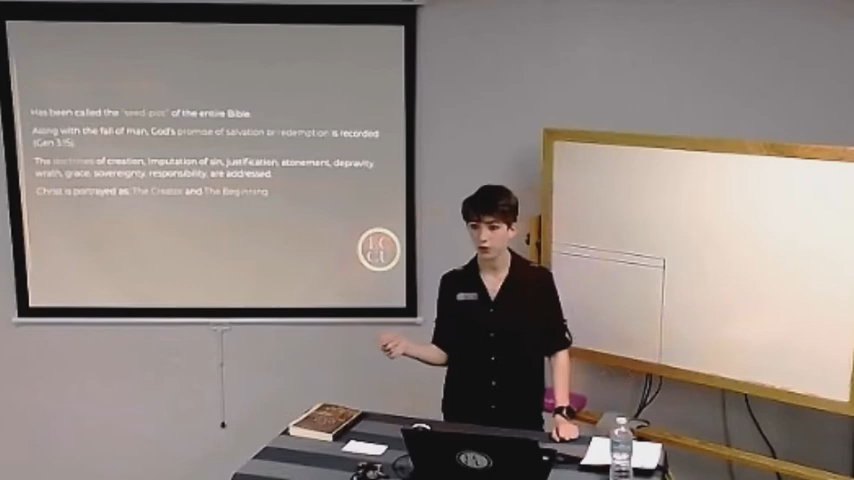 Has been called the "seed-plot" of the entire Bible.
Along with the fall of man, God's promise of salvation or redemption is recorded
(Gen 3:15).
The doctrines of creation, imputation of sin, justification, atonement, depravity,
wrath, grace, sovereignty, responsibility, are addressed.
Christ is portrayed as: The Creator and The Beginning